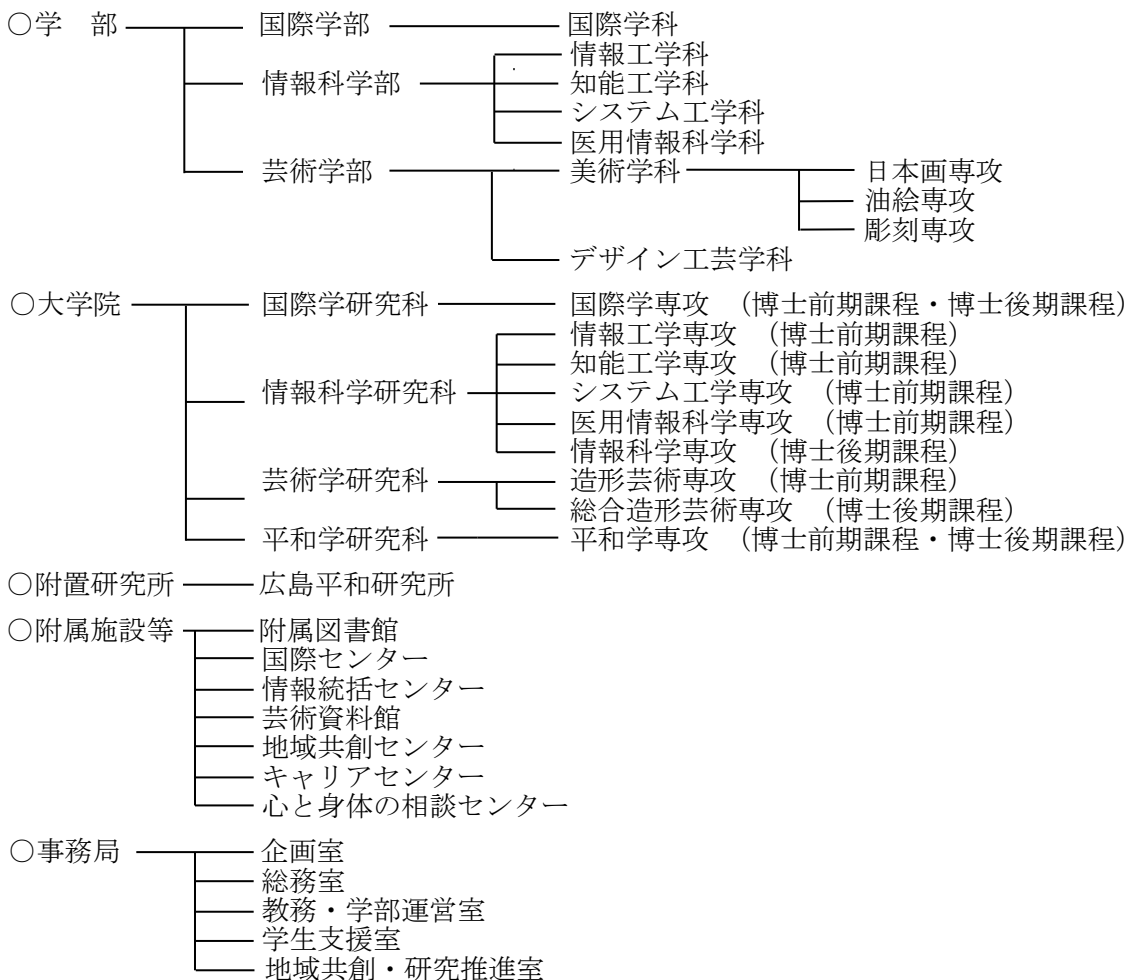 ○学　部　国際学部　国際学科
情報工学科
情報科学部　知能工学科
システム工学科
医用情報科学科
芸術学部　美術学科　日本画専攻
油絵専攻
彫刻専攻
デザイン工芸学科
○大学院　国際学研究科　国際学専攻　（博士前期課程・博士後期課程）
情報工学専攻　（博士前期課程）
知能工学専攻　（博士前期課程）
情報科学研究科　システム工学専攻　（博士前期課程）
医用情報科学専攻　（博士前期課程）
情報科学専攻　（博士後期課程）
芸術学研究科　造形芸術専攻　（博士前期課程）
総合造形芸術専攻　（博士後期課程）
平和学研究科　平和学専攻　（博士前期課程・博士後期課程）
○附置研究所　広島平和研究所
○附属施設等　附属図書館
国際センター
情報統括センター
芸術資料館
地域共創センター
キャリアセンター
心と身体の相談センター
○事務局　企画室
総務室
教務・学部運営室
学生支援室
地域共創・研究推進室